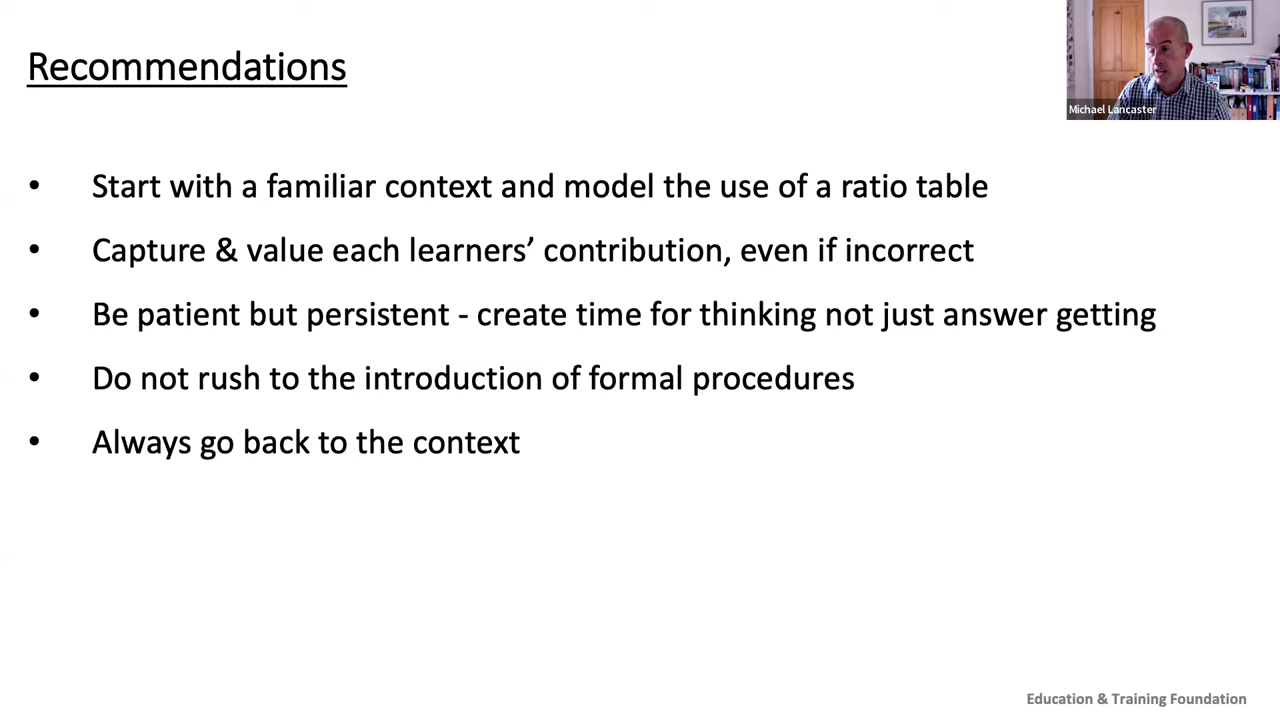 Recommendations
Michael Lancaster
• Start with a familiar context and model the use of a ratio table
• Capture & value each learners’ contribution, even if incorrect
• Be patient but persistent - create time for thinking not just answer getting
• Do not rush to the introduction of formal procedures
• Always go back to the context
Education & Training Foundation